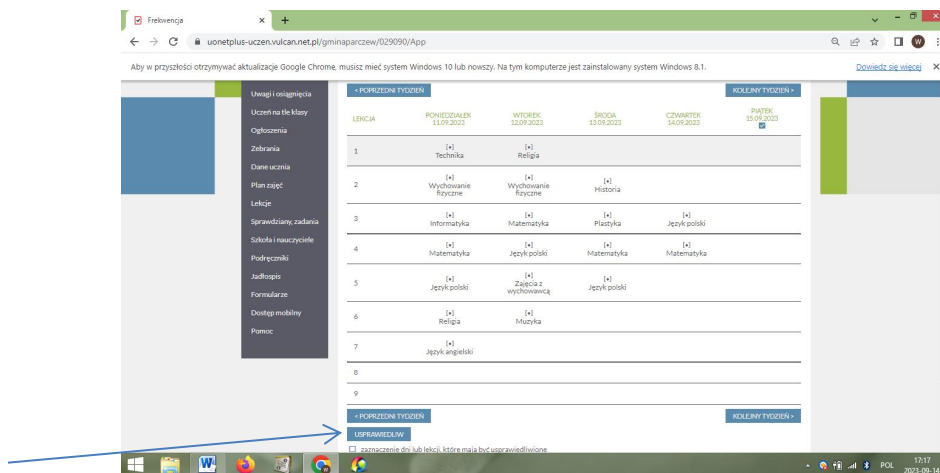 Frekwencja
uonetplus-uczen.vulcan.net.pl/gminaparczew/029090/App
Aby w przyszłości otrzymywać aktualizacje Google Chrome, musisz mieć system Windows 10 lub nowszy. Na tym komputerze jest zainstalowany system Windows 8.1.
Dowiedz się więcej
Uwagi i osiągnięcia
Uczeń na tle klasy
Ogłoszenia
Zebrania
Dane ucznia
Plan zajęć
Lekcje
Sprawdziany, zadania
Szkoła i nauczyciele
Podręczniki
Jadłospis
Formularze
Dostęp mobilny
Pomoc
< POPRZEDNI TYDZIEŃ KOLEJNY TYDZIEŃ >
LEKCJA PONIEDZIAŁEK WTOREK ŚRODA CZWARTEK PIĄTEK
11.09.2023 12.09.2023 13.09.2023 14.09.2023 15.09.2023
1 [•] [•]
Technika Religia
2 [•] [•] [•]
Wychowanie fizyczne Wychowanie fizyczne Historia
3 [•] [•] [•] [•]
Informatyka Matematyka Plastyka Język polski
4 [•] [•] [•] [•]
Matematyka Język polski Matematyka Matematyka
5 [•] [•] [•]
Język polski Zajęcia z wychowawcą Język polski
6 [•] [•]
Religia Muzyka
7 [•]
Język angielski
8
9
< POPRZEDNI TYDZIEŃ KOLEJNY TYDZIEŃ >
USPRAWIEDLIW
zaznaczenie dni lub lekcji, które mają być usprawiedliwione
POL 17:17
2023-09-14